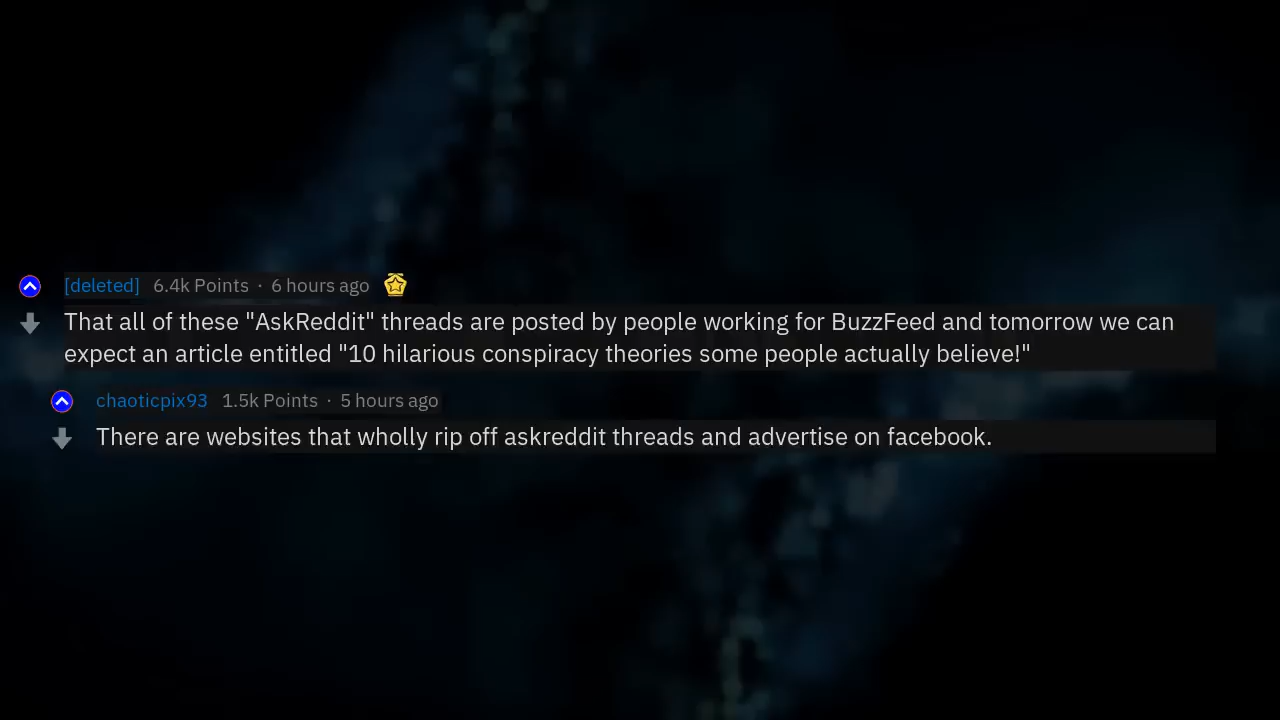 [deleted] 6.4k Points · 6 hours ago
That all of these "AskReddit" threads are posted by people working for BuzzFeed and tomorrow we can
expect an article entitled "10 hilarious conspiracy theories some people actually believe!"
chaoticpix93 1.5k Points · 5 hours ago
There are websites that wholly rip off askreddit threads and advertise on facebook.